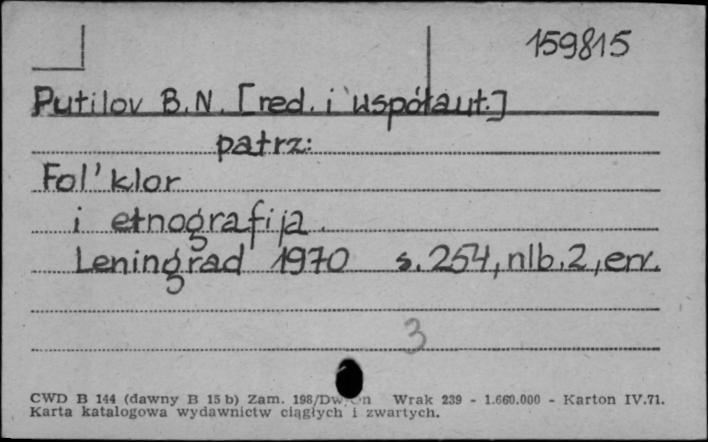 159815
Putilov B.N. [red. i współaut.]
patrz:
Fol'klor
i etnografija.
Leningrad 1970 s. 254, nlb. 2, err.
3
CWD B 144 (dawny B 15 b) Zam. 198/Dw. n Wrak 239 - 1.660.000 - Karton IV.71.
Karta katalogowa wydawnictw ciągłych i zwartych.